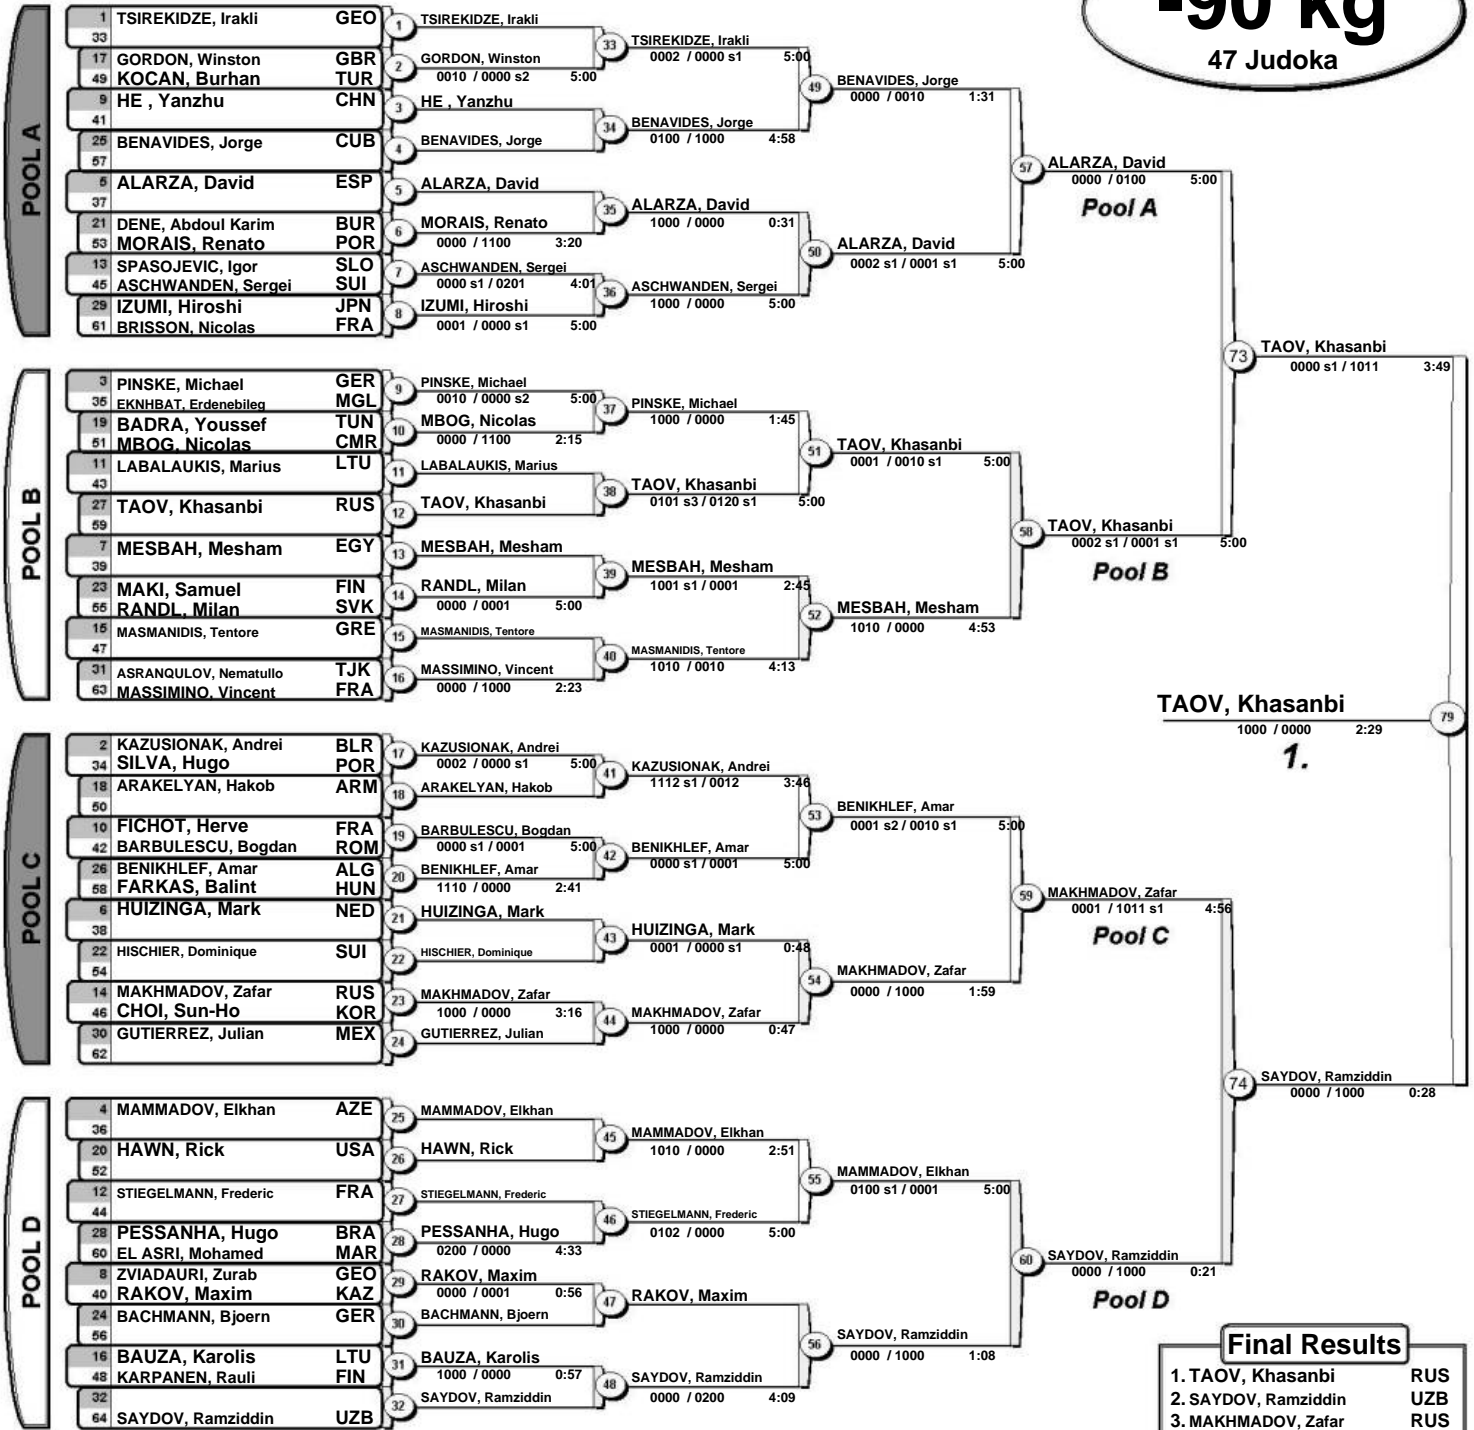 -90 kg
47 Judoka
POOL A
1 TSIREKIDZE, Irakli GEO
33
17 GORDON, Winston GBR
49 KOCAN, Burhan TUR
9 HE , Yanzhu CHN
41
25 BENAVIDES, Jorge CUB
57
5 ALARZA, David ESP
37
21 DENE, Abdoul Karim BUR
53 MORAIS, Renato POR
13 SPASOJEVIC, Igor SLO
45 ASCHWANDEN, Sergei SUI
29 IZUMI, Hiroshi JPN
61 BRISSON, Nicolas FRA
1 TSIREKIDZE, Irakli
2 GORDON, Winston
0010 / 0000 s2 5:00
3 HE , Yanzhu
4 BENAVIDES, Jorge
5 ALARZA, David
6 MORAIS, Renato
0000 / 1100 3:20
7 ASCHWANDEN, Sergei
0000 s1 / 0201 4:01
8 IZUMI, Hiroshi
0001 / 0000 s1 5:00
33 TSIREKIDZE, Irakli
0002 / 0000 s1 5:00
34 BENAVIDES, Jorge
0100 / 1000 4:58
35 ALARZA, David
1000 / 0000 0:31
36 ASCHWANDEN, Sergei
1000 / 0000 5:00
49 BENAVIDES, Jorge
0000 / 0010 1:31
50 ALARZA, David
0002 s1 / 0001 s1 5:00
57 ALARZA, David
0000 / 0100 5:00
Pool A
POOL B
3 PINSKE, Michael GER
35 EKNHBAT, Erdenebileg MGL
19 BADRA, Youssef TUN
51 MBOG, Nicolas CMR
11 LABALAUKIS, Marius LTU
43
27 TAOV, Khasanbi RUS
59
7 MESBAH, Mesham EGY
39
23 MAKI, Samuel FIN
55 RANDL, Milan SVK
15 MASMANIDIS, Tentore GRE
47
31 ASRANQULOV, Nematullo TJK
63 MASSIMINO, Vincent FRA
9 PINSKE, Michael
0010 / 0000 s2 5:00
10 MBOG, Nicolas
0000 / 1100 2:15
11 LABALAUKIS, Marius
12 TAOV, Khasanbi
13 MESBAH, Mesham
14 RANDL, Milan
0000 / 0001 5:00
15 MASMANIDIS, Tentore
16 MASSIMINO, Vincent
0000 / 1000 2:23
37 PINSKE, Michael
1000 / 0000 1:45
38 TAOV, Khasanbi
0101 s3 / 0120 s1 5:00
39 MESBAH, Mesham
1001 s1 / 0001 2:45
40 MASMANIDIS, Tentore
1010 / 0010 4:13
51 TAOV, Khasanbi
0001 / 0010 s1 5:00
52 MESBAH, Mesham
1010 / 0000 4:53
58 TAOV, Khasanbi
0002 s1 / 0001 s1 5:00
Pool B
73 TAOV, Khasanbi
0000 s1 / 1011 3:49
TAOV, Khasanbi 79
1000 / 0000 2:29
1.
POOL C
2 KAZUSIONAK, Andrei BLR
34 SILVA, Hugo POR
18 ARAKELYAN, Hakob ARM
50
10 FICHOT, Herve FRA
42 BARBULESCU, Bogdan ROM
26 BENIKHLEF, Amar ALG
58 FARKAS, Balint HUN
6 HUIZINGA, Mark NED
38
22 HISCHIER, Dominique SUI
54
14 MAKHMADOV, Zafar RUS
46 CHOI, Sun-Ho KOR
30 GUTIERREZ, Julian MEX
62
17 KAZUSIONAK, Andrei
0002 / 0000 s1 5:00
18 ARAKELYAN, Hakob
19 BARBULESCU, Bogdan
0000 s1 / 0001 5:00
20 BENIKHLEF, Amar
1110 / 0000 2:41
21 HUIZINGA, Mark
22 HISCHIER, Dominique
23 MAKHMADOV, Zafar
1000 / 0000 3:16
24 GUTIERREZ, Julian
41 KAZUSIONAK, Andrei
1112 s1 / 0012 3:46
42 BENIKHLEF, Amar
0000 s1 / 0001 5:00
43 HUIZINGA, Mark
0001 / 0000 s1 0:48
44 MAKHMADOV, Zafar
1000 / 0000 0:47
53 BENIKHLEF, Amar
0001 s2 / 0010 s1 5:00
54 MAKHMADOV, Zafar
0000 / 1000 1:59
59 MAKHMADOV, Zafar
0001 / 1011 s1 4:56
Pool C
74 SAYDOV, Ramziddin
0000 / 1000 0:28
POOL D
4 MAMMADOV, Elkhan AZE
36
20 HAWN, Rick USA
52
12 STIEGELMANN, Frederic FRA
44
28 PESSANHA, Hugo BRA
60 EL ASRI, Mohamed MAR
8 ZVIADAURI, Zurab GEO
40 RAKOV, Maxim KAZ
24 BACHMANN, Bjoern GER
56
16 BAUZA, Karolis LTU
48 KARPANEN, Rauli FIN
32
64 SAYDOV, Ramziddin UZB
25 MAMMADOV, Elkhan
26 HAWN, Rick
27 STIEGELMANN, Frederic
28 PESSANHA, Hugo
0200 / 0000 4:33
29 RAKOV, Maxim
0000 / 0001 0:56
30 BACHMANN, Bjoern
31 BAUZA, Karolis
1000 / 0000 0:57
32 SAYDOV, Ramziddin
45 MAMMADOV, Elkhan
1010 / 0000 2:51
46 STIEGELMANN, Frederic
0102 / 0000 5:00
47 RAKOV, Maxim
48 SAYDOV, Ramziddin
0000 / 0200 4:09
55 MAMMADOV, Elkhan
0100 s1 / 0001 5:00
56 SAYDOV, Ramziddin
0000 / 1000 1:08
60 SAYDOV, Ramziddin
0000 / 1000 0:21
Pool D
Final Results
1. TAOV, Khasanbi RUS
2. SAYDOV, Ramziddin UZB
3. MAKHMADOV, Zafar RUS